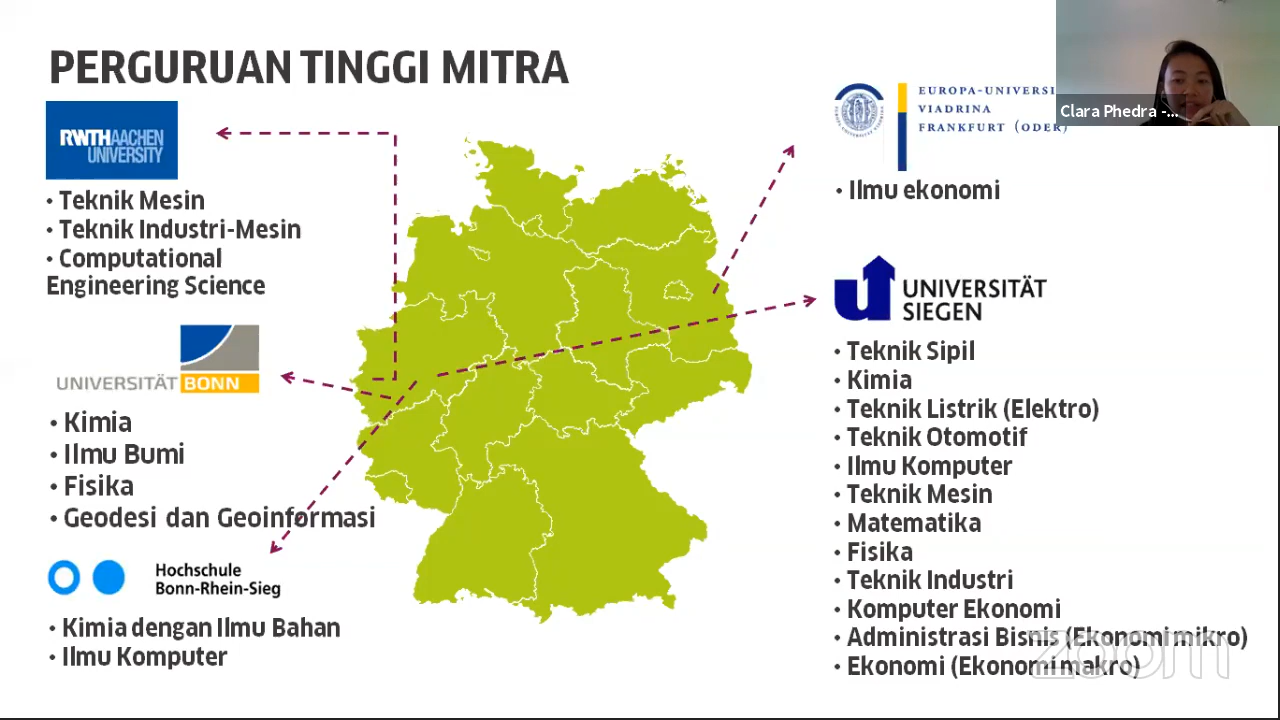 PERGURUAN TINGGI MITRA
RWTHAACHEN
UNIVERSITY
• Teknik Mesin
• Teknik Industri-Mesin
• Computational
Engineering Science
UNIVERSITÄT BONN
• Kimia
• Ilmu Bumi
• Fisika
• Geodesi dan Geoinformasi
Hochschule
Bonn-Rhein-Sieg
• Kimia dengan Ilmu Bahan
• Ilmu Komputer
Clara Phedra -...
EUROPA-UNIVERSI
VIADRINA
FRANKFURT (ODER)
• Ilmu ekonomi
UNIVERSITÄT
SIEGEN
• Teknik Sipil
• Kimia
• Teknik Listrik (Elektro)
• Teknik Otomotif
• Ilmu Komputer
• Teknik Mesin
• Matematika
• Fisika
• Teknik Industri
• Komputer Ekonomi
• Administrasi Bisnis (Ekonomi mikro)
• Ekonomi (Ekonomi makro)
zoom